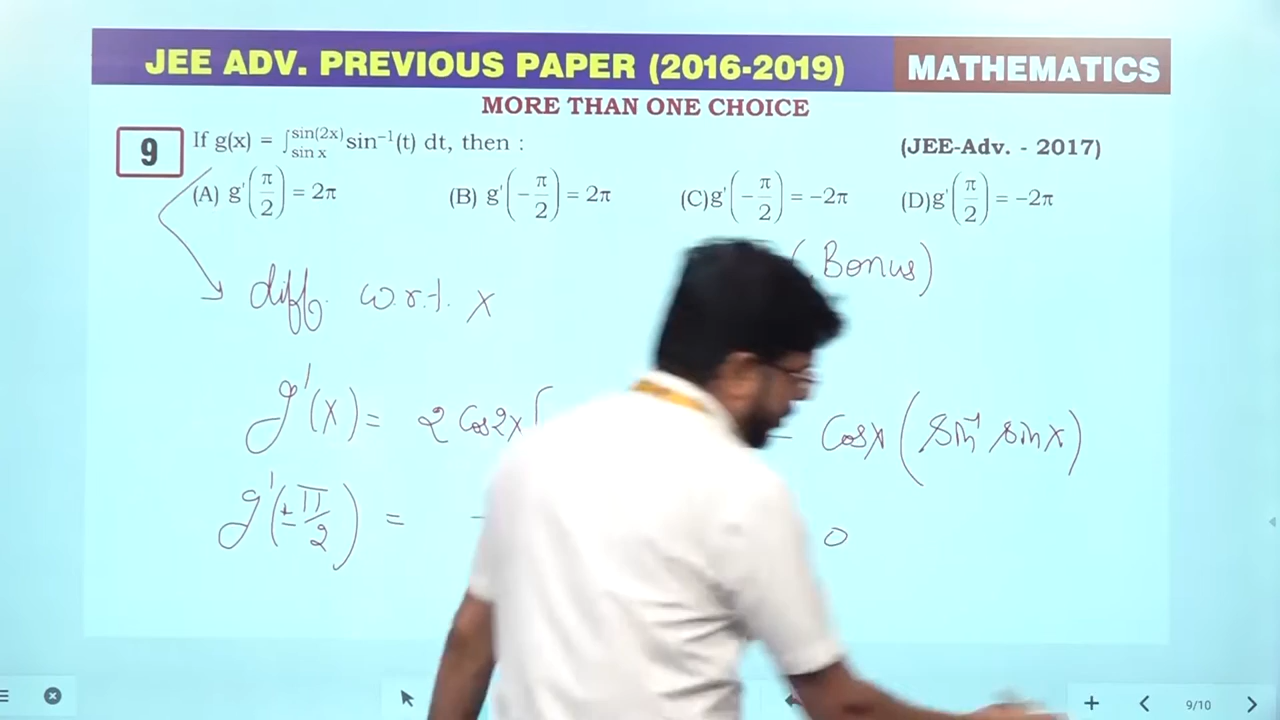 JEE ADV. PREVIOUS PAPER (2016-2019) MATHEMATICS
MORE THAN ONE CHOICE
9 If g(x) = ∫_{sin x}^{sin(2x)} sin⁻¹(t) dt, then : (JEE-Adv. - 2017)
(A) g'(π/2) = 2π (B) g'(-π/2) = 2π (C) g'(-π/2) = -2π (D) g'(π/2) = -2π
(Bonus)
diff. w.r.t. x
g'(x) = 2 Cos2x ( - Cosx (Sin⁻¹ Sinx)
g'(±π/2) = - 0
9/10